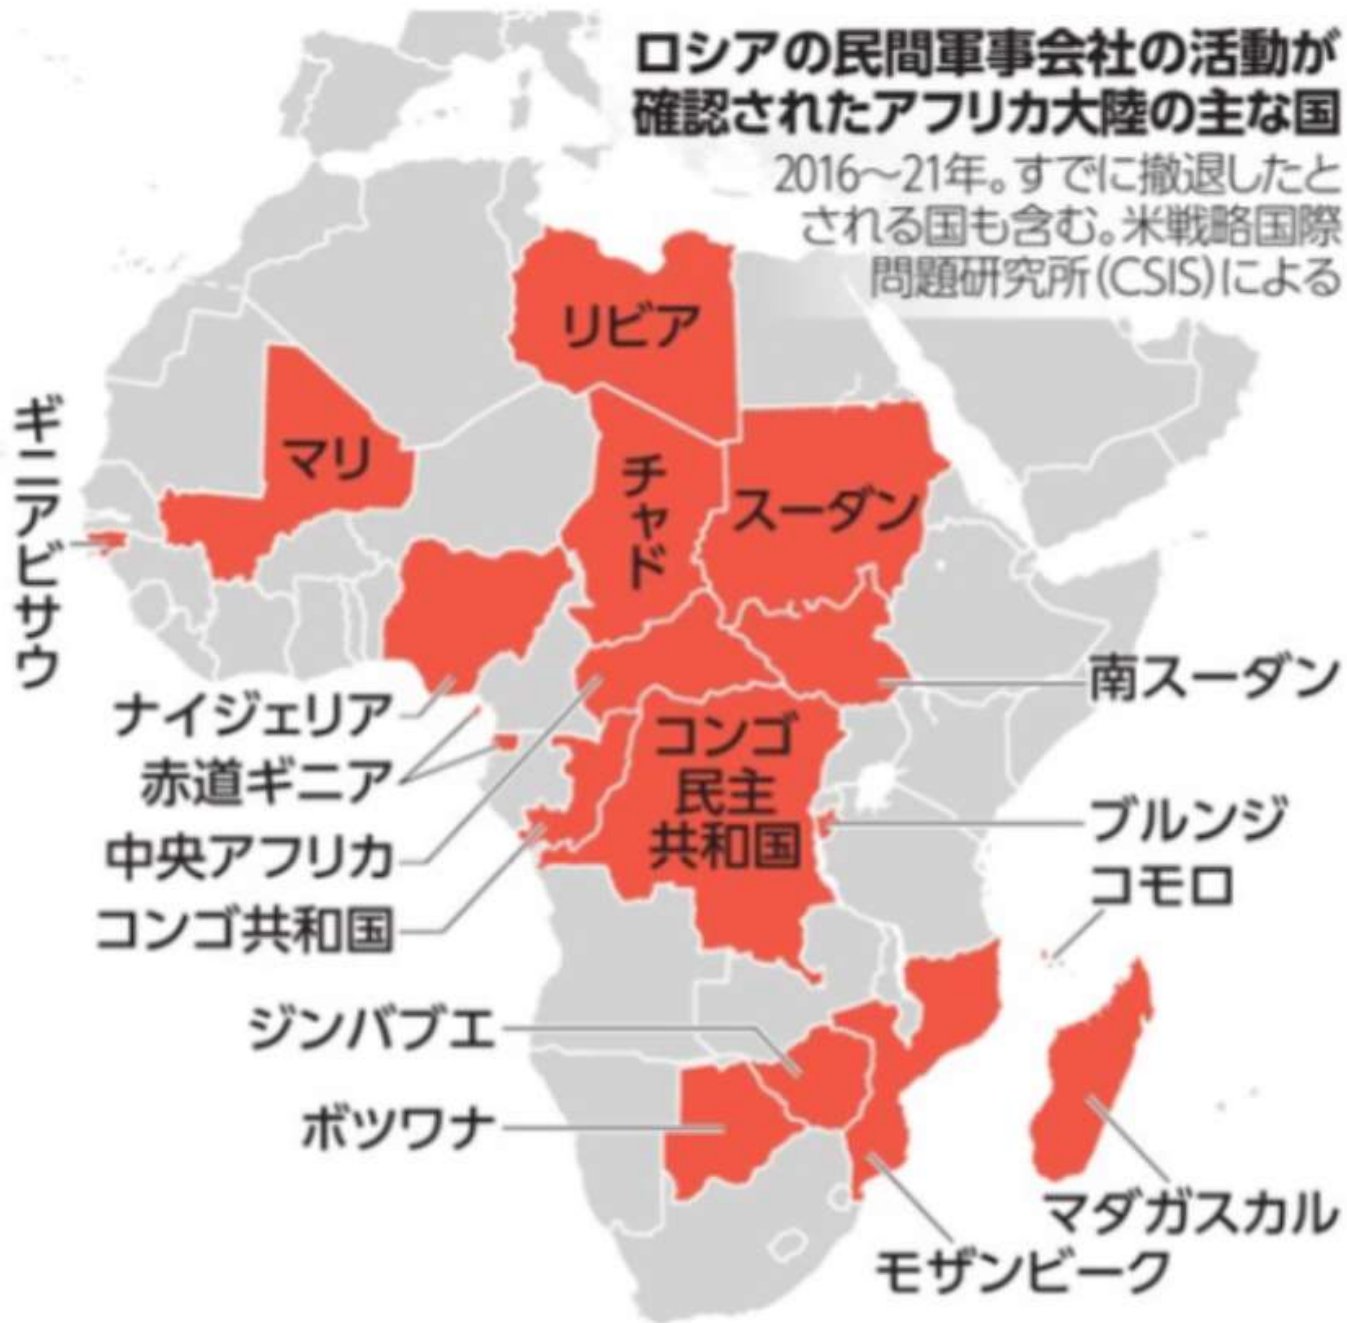 ロシアの民間軍事会社の活動が
確認されたアフリカ大陸の主な国
2016～21年。すでに撤退したと
される国も含む。米戦略国際
問題研究所(CSIS)による
リビア
マリ
チャド
スーダン
ギニアビサウ
南スーダン
ナイジェリア
赤道ギニア
中央アフリカ
コンゴ共和国
コンゴ
民主
共和国
ブルンジ
コモロ
ジンバブエ
ボツワナ
マダガスカル
モザンビーク